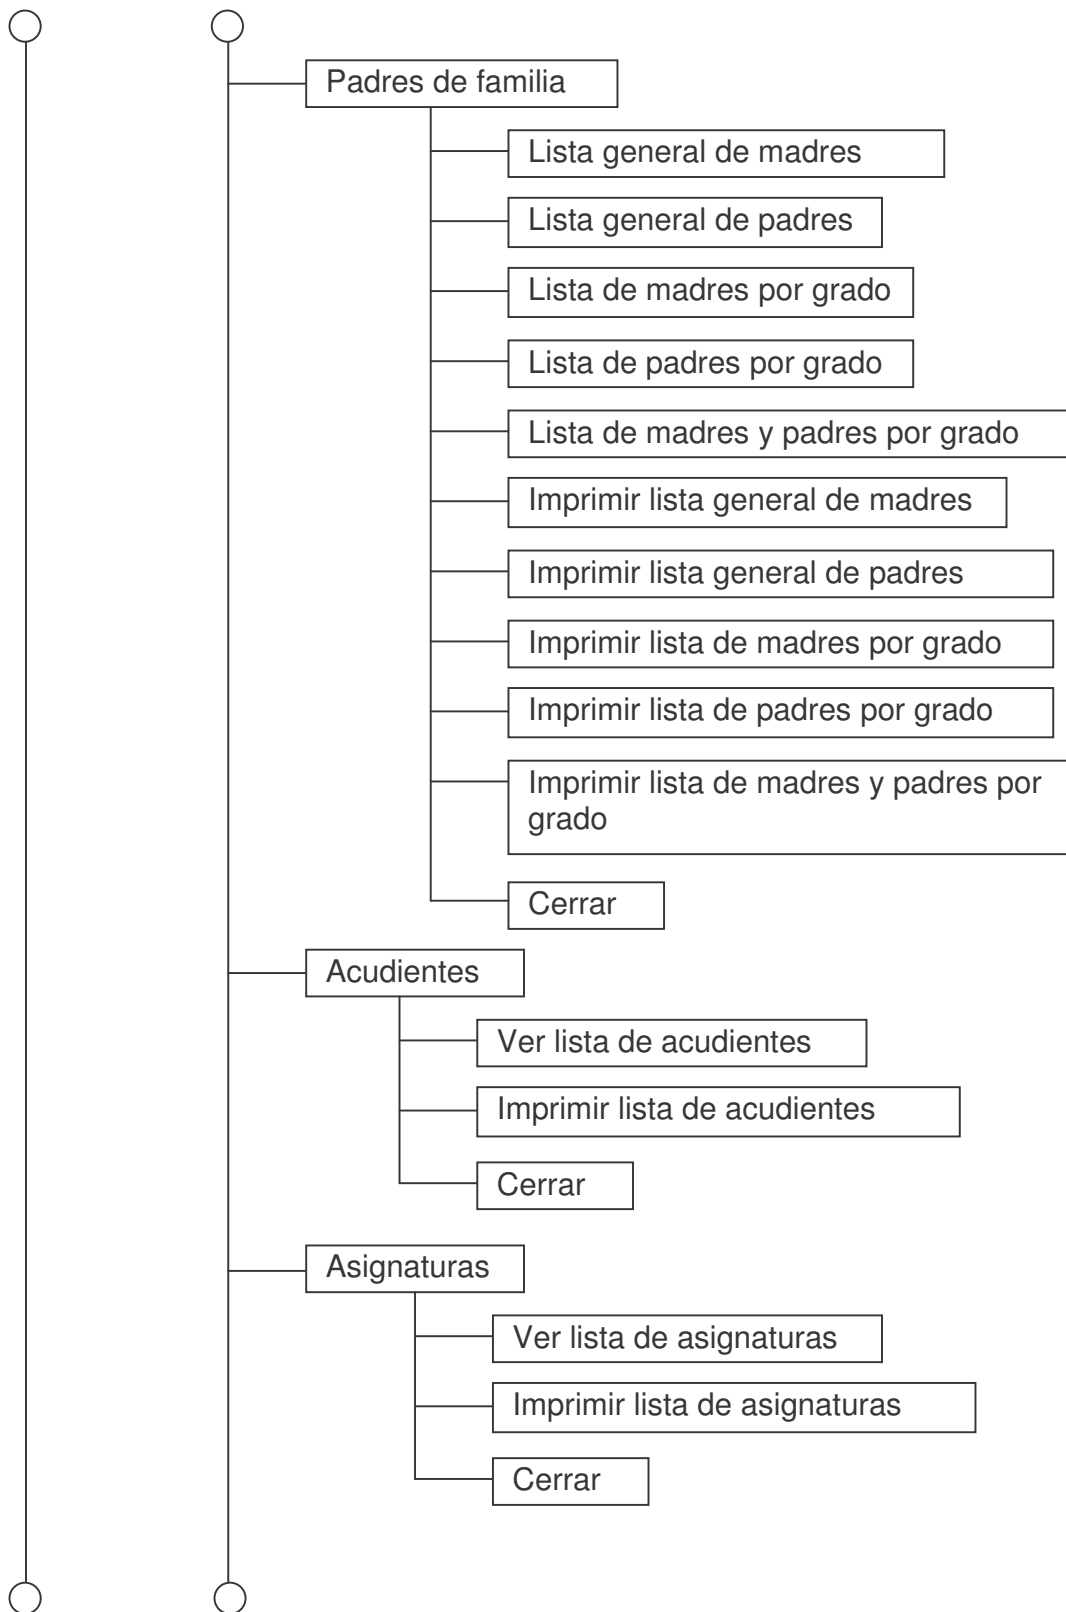 Padres de familia
Lista general de madres
Lista general de padres
Lista de madres por grado
Lista de padres por grado
Lista de madres y padres por grado
Imprimir lista general de madres
Imprimir lista general de padres
Imprimir lista de madres por grado
Imprimir lista de padres por grado
Imprimir lista de madres y padres por
grado
Cerrar
Acudientes
Ver lista de acudientes
Imprimir lista de acudientes
Cerrar
Asignaturas
Ver lista de asignaturas
Imprimir lista de asignaturas
Cerrar